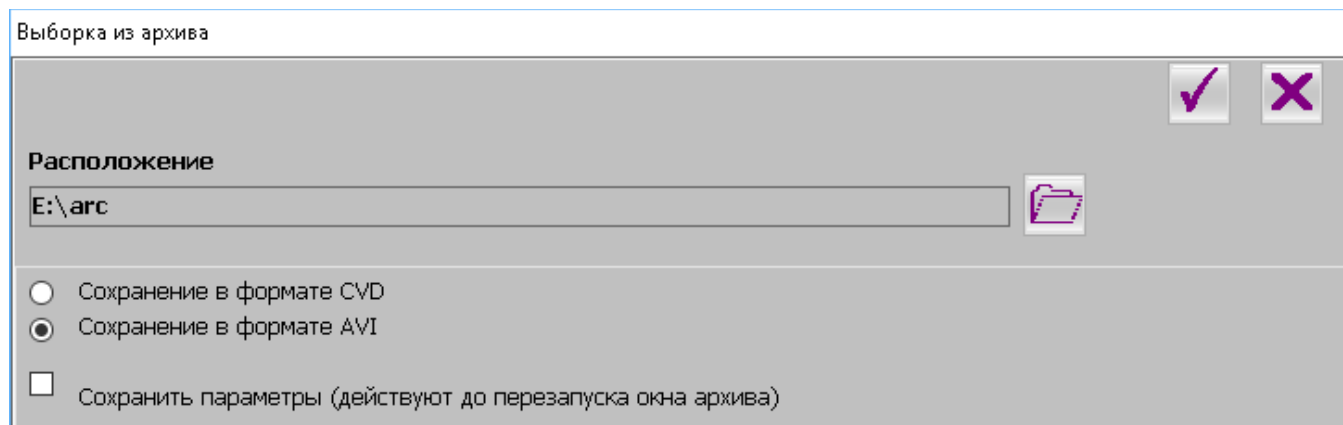 Выборка из архива
Расположение
E:\arc
Сохранение в формате CVD
Сохранение в формате AVI
Сохранить параметры (действуют до перезапуска окна архива)